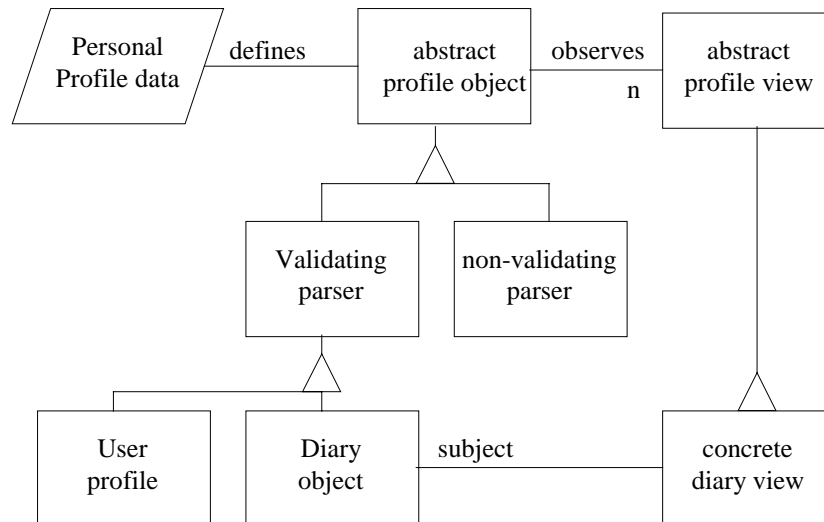 Personal
Profile data
defines
abstract
profile object
observes
n
abstract
profile view
Validating
parser
non-validating
parser
User
profile
Diary
object
subject
concrete
diary view